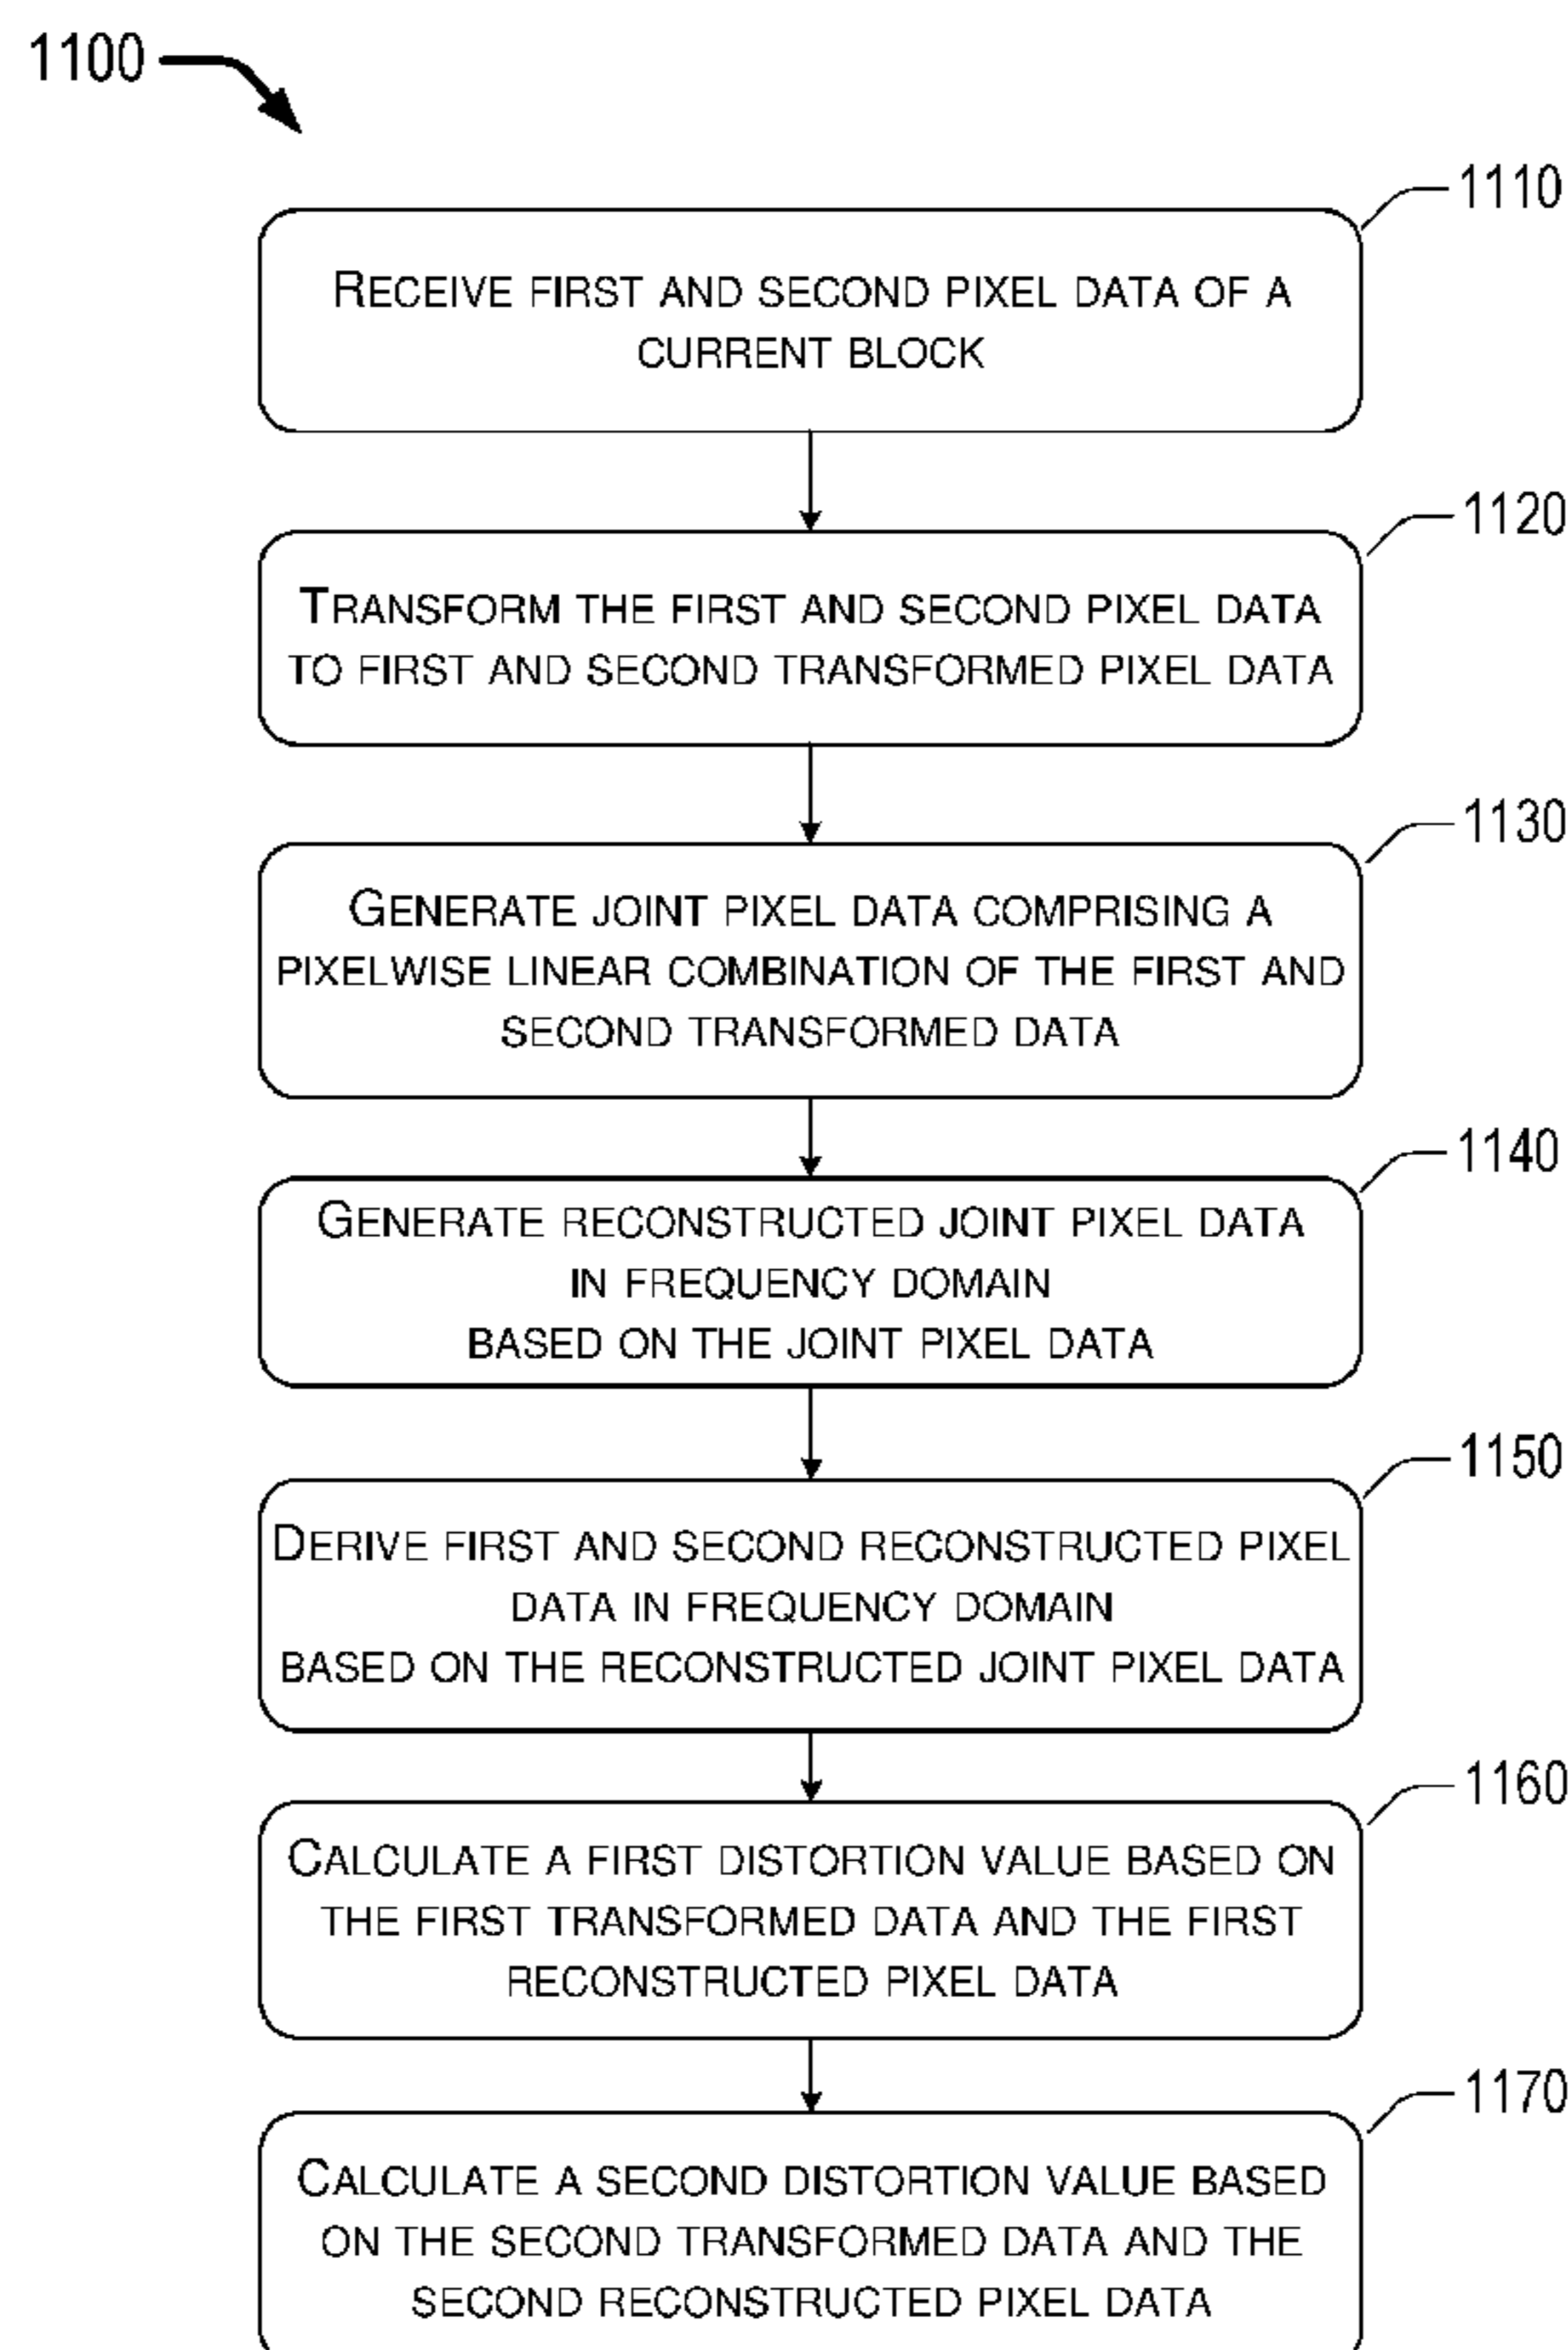 1100
1110
RECEIVE FIRST AND SECOND PIXEL DATA OF A
CURRENT BLOCK
1120
TRANSFORM THE FIRST AND SECOND PIXEL DATA
TO FIRST AND SECOND TRANSFORMED PIXEL DATA
1130
GENERATE JOINT PIXEL DATA COMPRISING A
PIXELWISE LINEAR COMBINATION OF THE FIRST AND
SECOND TRANSFORMED DATA
1140
GENERATE RECONSTRUCTED JOINT PIXEL DATA
IN FREQUENCY DOMAIN
BASED ON THE JOINT PIXEL DATA
1150
DERIVE FIRST AND SECOND RECONSTRUCTED PIXEL
DATA IN FREQUENCY DOMAIN
BASED ON THE RECONSTRUCTED JOINT PIXEL DATA
1160
CALCULATE A FIRST DISTORTION VALUE BASED ON
THE FIRST TRANSFORMED DATA AND THE FIRST
RECONSTRUCTED PIXEL DATA
1170
CALCULATE A SECOND DISTORTION VALUE BASED
ON THE SECOND TRANSFORMED DATA AND THE
SECOND RECONSTRUCTED PIXEL DATA